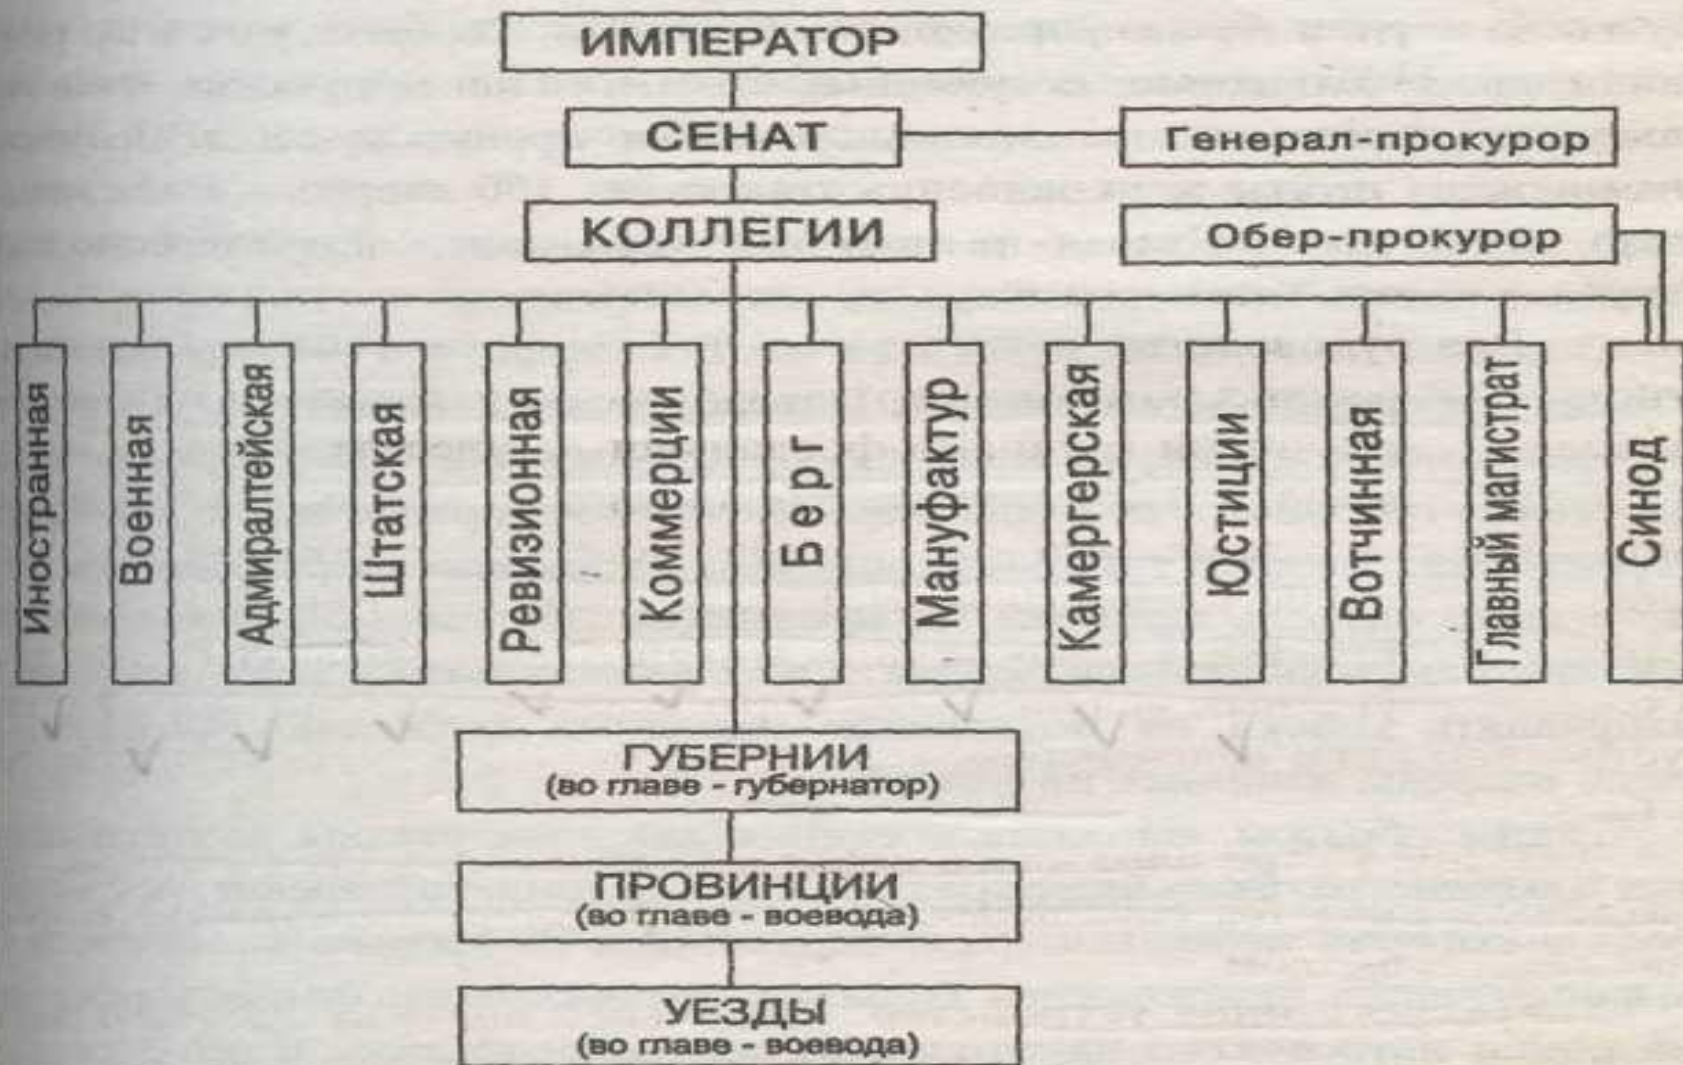 ИМПЕРАТОР
СЕНАТ
Генерал-прокурор
КОЛЛЕГИИ
Обер-прокурор
Иностранная
Военная
Адмиралтейская
Штатская
Ревизионная
Коммерции
Берг
Мануфактур
Камергерская
Юстиции
Вотчинная
Главный магистрат
Синод
ГУБЕРНИИ
(во главе - губернатор)
ПРОВИНЦИИ
(во главе - воевода)
УЕЗДЫ
(во главе - воевода)